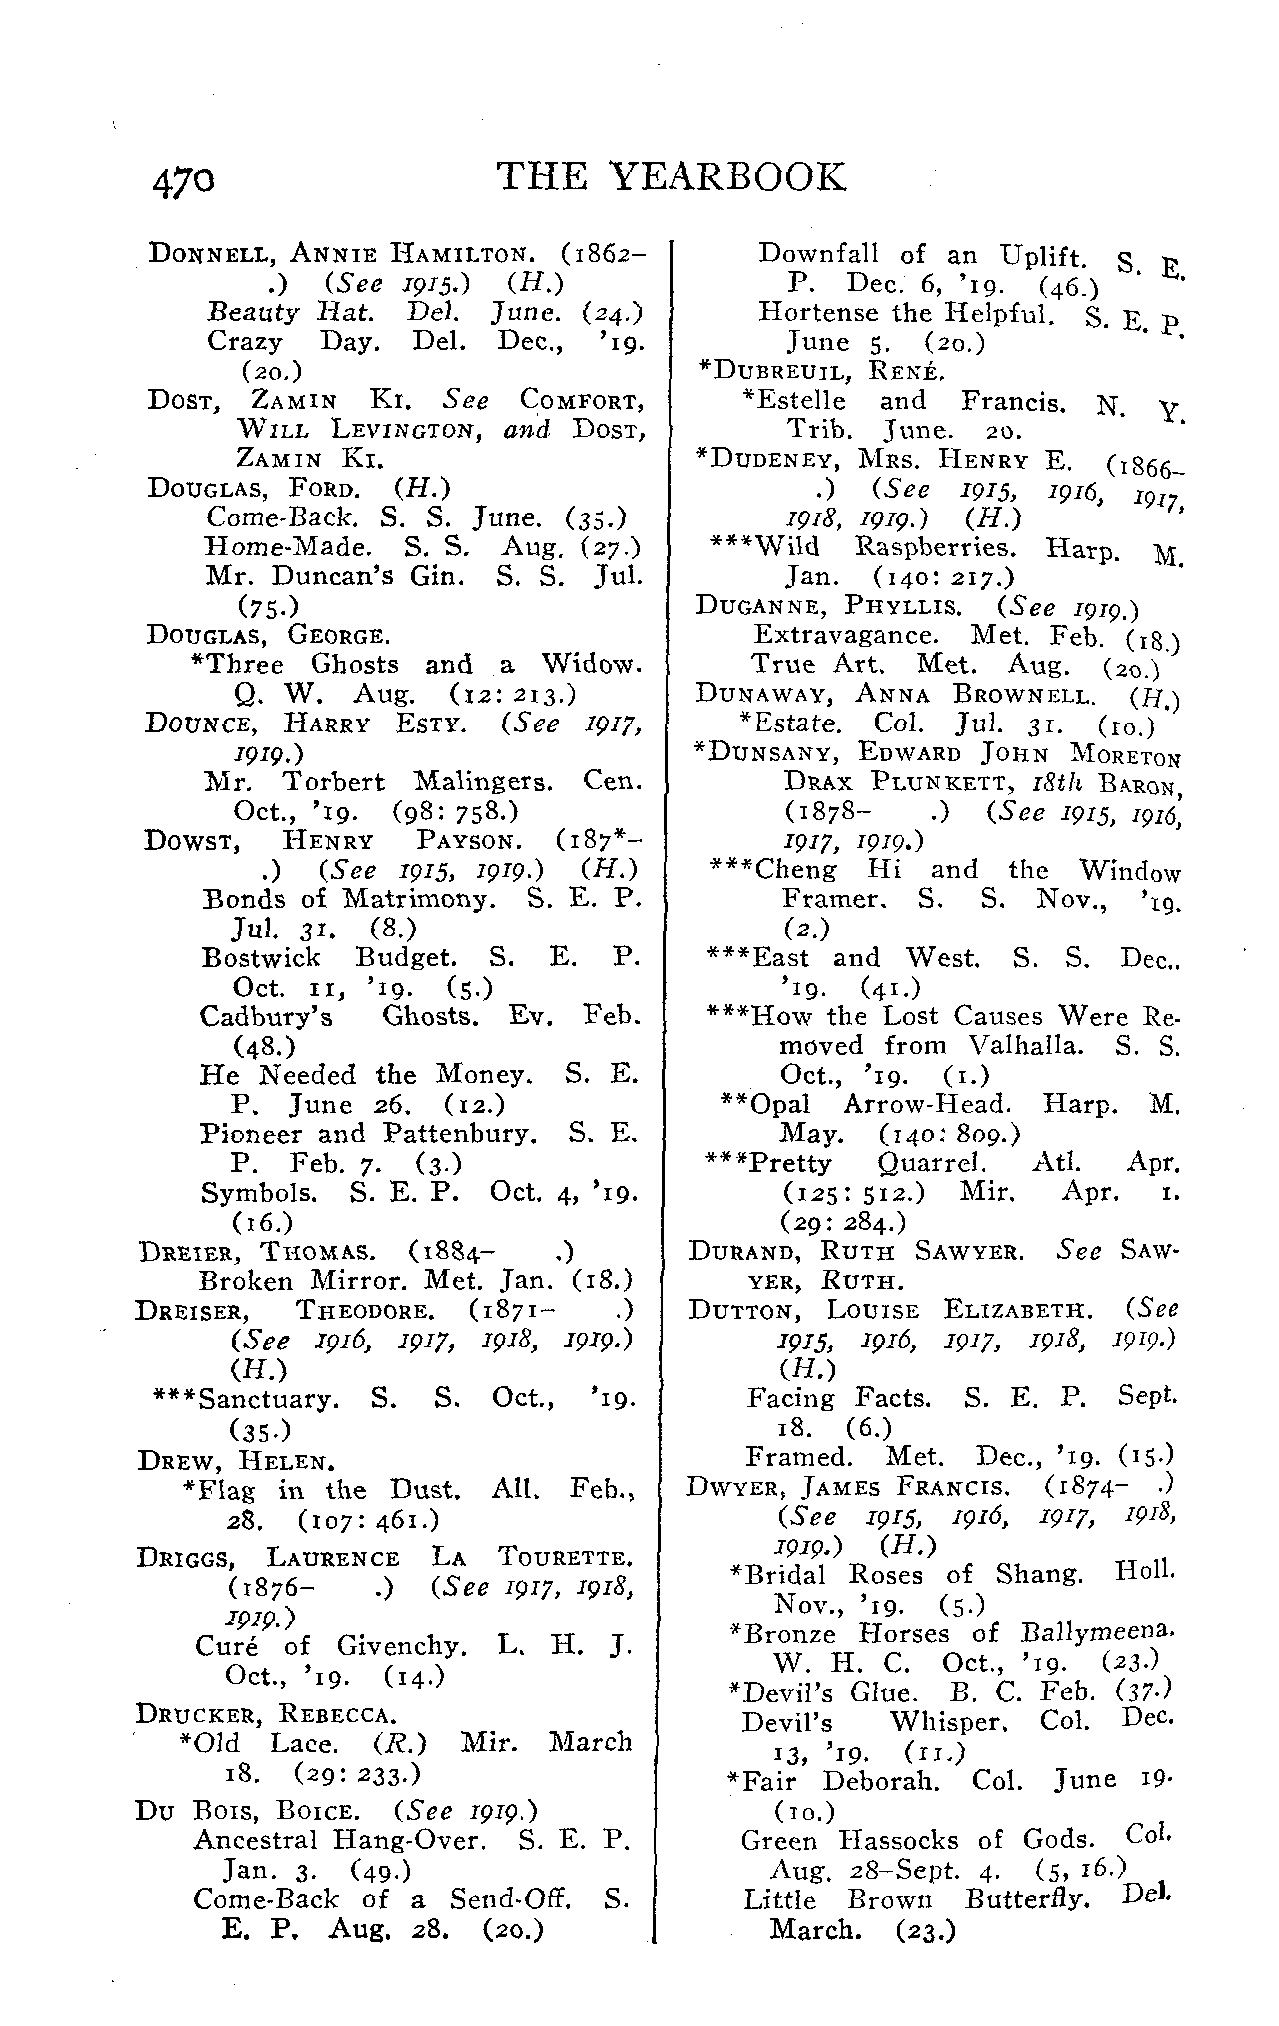 470 THE YEARBOOK
DONNELL, ANNIE HAMILTON. (1862–
.) (See 1915.) (H.)
Beauty Hat. Del. June. (24.)
Crazy Day. Del. Dec., '19.
(20.)
DOST, ZAMIN KI. See COMFORT,
WILL LEVINGTON, and DOST,
ZAMIN KI.
DOUGLAS, FORD. (H.)
Come-Back. S. S. June. (35.)
Home-Made. S. S. Aug. (27.)
Mr. Duncan's Gin. S. S. Jul.
(75.)
DOUGLAS, GEORGE.
*Three Ghosts and a Widow.
Q. W. Aug. (12: 213.)
DOUNCE, HARRY ESTY. (See 1917,
1919.)
Mr. Torbert Malingers. Cen.
Oct., '19. (98: 758.)
DOWST, HENRY PAYSON. (187*–
.) (See 1915, 1919.) (H.)
Bonds of Matrimony. S. E. P.
Jul. 31. (8.)
Bostwick Budget. S. E. P.
Oct. 11, '19. (5.)
Cadbury's Ghosts. Ev. Feb.
(48.)
He Needed the Money. S. E.
P. June 26. (12.)
Pioneer and Pattenbury. S. E.
P. Feb. 7. (3.)
Symbols. S. E. P. Oct. 4, '19.
(16.)
DREIER, THOMAS. (1884– .)
Broken Mirror. Met. Jan. (18.)
DREISER, THEODORE. (1871– .)
(See 1916, 1917, 1918, 1919.)
(H.)
***Sanctuary. S. S. Oct., '19.
(35.)
DREW, HELEN.
*Flag in the Dust. All. Feb.,
28. (107: 461.)
DRIGGS, LAURENCE LA TOURETTE.
(1876– .) (See 1917, 1918,
1919.)
Curé of Givenchy. L. H. J.
Oct., '19. (14.)
DRUCKER, REBECCA.
*Old Lace. (R.) Mir. March
18. (29: 233.)
DU BOIS, BOICE. (See 1919.)
Ancestral Hang-Over. S. E. P.
Jan. 3. (49.)
Come-Back of a Send-Off. S.
E. P. Aug. 28. (20.)
Downfall of an Uplift. S. E.
P. Dec. 6, '19. (46.)
Hortense the Helpful. S. E. P.
June 5. (20.)
*DUBREUIL, RENÉ.
*Estelle and Francis. N. Y.
Trib. June. 20.
*DUDENEY, MRS. HENRY E. (1866–
.) (See 1915, 1916, 1917,
1918, 1919.) (H.)
***Wild Raspberries. Harp. M.
Jan. (140: 217.)
DUGANNE, PHYLLIS. (See 1919.)
Extravagance. Met. Feb. (18.)
True Art. Met. Aug. (20.)
DUNAWAY, ANNA BROWNELL. (H.)
*Estate. Col. Jul. 31. (10.)
*DUNSANY, EDWARD JOHN MORETON
DRAX PLUNKETT, 18th BARON,
(1878– .) (See 1915, 1916,
1917, 1919.)
***Cheng Hi and the Window
Framer. S. S. Nov., '19.
(2.)
***East and West. S. S. Dec..
'19. (41.)
***How the Lost Causes Were Re-
moved from Valhalla. S. S.
Oct., '19. (1.)
**Opal Arrow-Head. Harp. M.
May. (140: 809.)
***Pretty Quarrel. Atl. Apr.
(125: 512.) Mir. Apr. 1.
(29: 284.)
DURAND, RUTH SAWYER. See SAW-
YER, RUTH.
DUTTON, LOUISE ELIZABETH. (See
1915, 1916, 1917, 1918, 1919.)
(H.)
Facing Facts. S. E. P. Sept.
18. (6.)
Framed. Met. Dec., '19. (15.)
DWYER, JAMES FRANCIS. (1874– .)
(See 1915, 1916, 1917, 1918,
1919.) (H.)
*Bridal Roses of Shang. Holl.
Nov., '19. (5.)
*Bronze Horses of Ballymeena.
W. H. C. Oct., '19. (23.)
*Devil's Glue. B. C. Feb. (37.)
Devil's Whisper. Col. Dec.
13, '19. (11.)
*Fair Deborah. Col. June 19.
(10.)
Green Hassocks of Gods. Col.
Aug. 28–Sept. 4. (5, 16.)
Little Brown Butterfly. Del.
March. (23.)